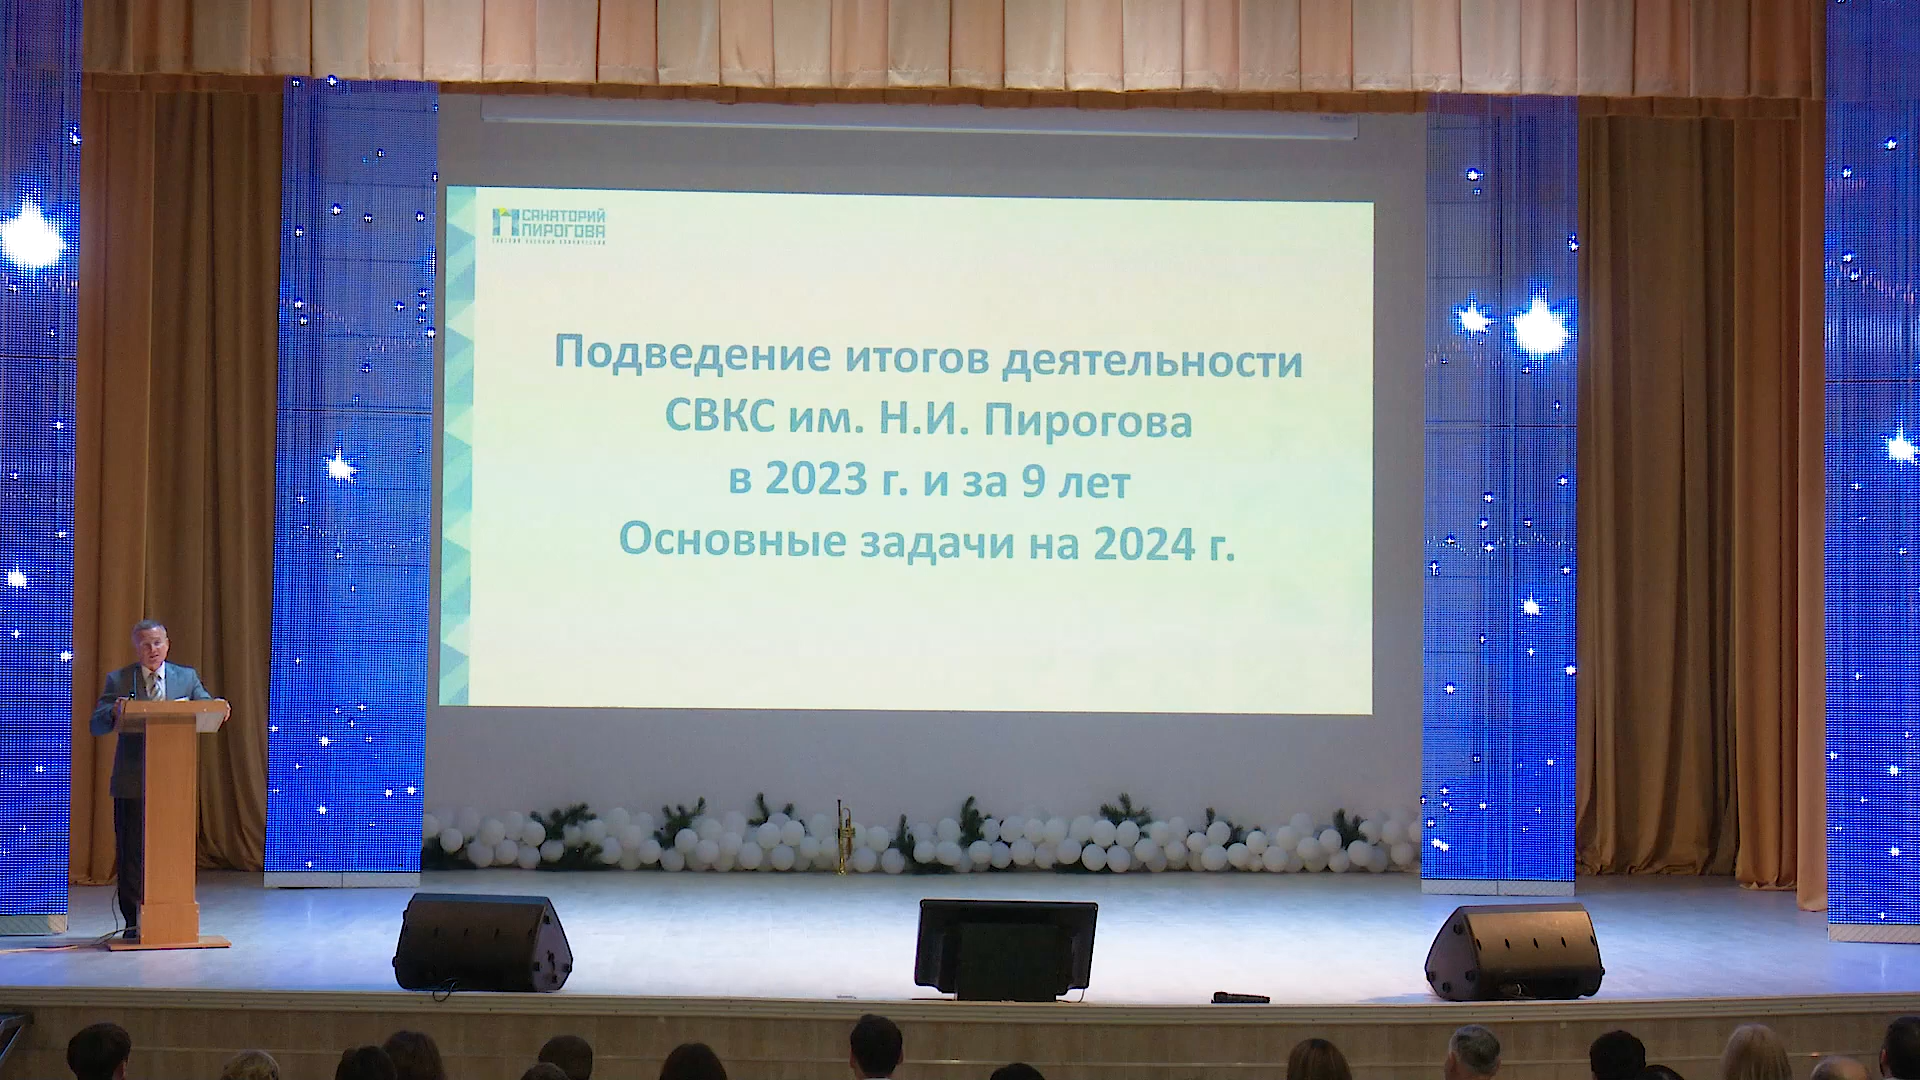 САНАТОРИЙ
ПИРОГОВА
Подведение итогов деятельности
СВКС им. Н.И. Пирогова
в 2023 г. и за 9 лет
Основные задачи на 2024 г.